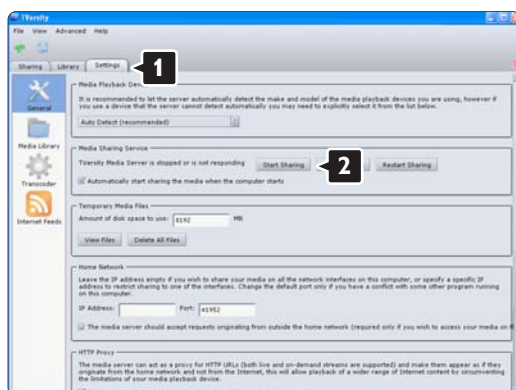 TVersity
File View Advanced Help
Sharing Library Settings
1
General
Media Library
Transcoder
Internet Feeds
Media Playback Dev
It is recommended to let the server automatically detect the make and model of the media playback devices you are using, however if
you use a device that the server cannot detect automatically you may need to explicitly select it from the list below.
Auto Detect (recommended)
Media Sharing Service
TVersity Media Server is stopped or is not responding Start Sharing Restart Sharing
2
Automatically start sharing the media when the computer starts
Temporary Media Files
Amount of disk space to use: 8192 MB
View Files Delete All Files
Home Network
Leave the IP address empty if you wish to share your media on all the network interfaces on this computer, or specify a specific IP
address to restrict sharing to one of the interfaces. Change the default port only if you have a conflict with some other program running
on this computer.
IP Address: Port: 41952
The media server should accept requests originating from outside the home network (required only if you wish to access your media on
HTTP Proxy
The media server can act as a proxy for HTTP URLs (both live and on-demand streams are supported) and make them appear as if they
originate from the home network and not from the Internet, this will allow playback of a wider range of Internet content by circumventing
the limitations of your media playback device.